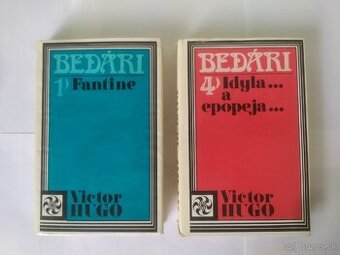 BEDÁRI
1) Fantine
Victor
HUGO
BEDÁRI
4) Idyla...
a
epopeja...
Victor
HUGO